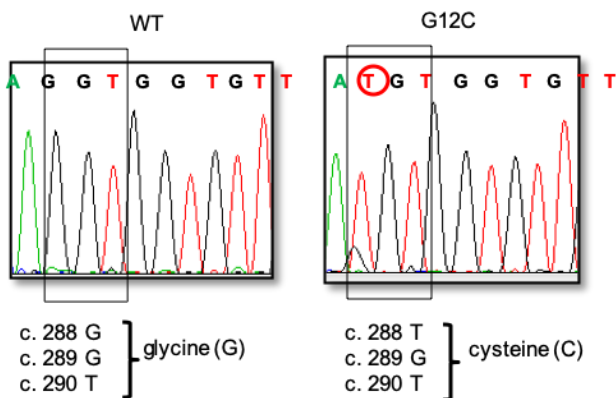 WT
A G G T G G T G T T
c. 288 G
c. 289 G
c. 290 T
glycine (G)
G12C
A T G T G G T G T T
c. 288 T
c. 289 G
c. 290 T
cysteine (C)